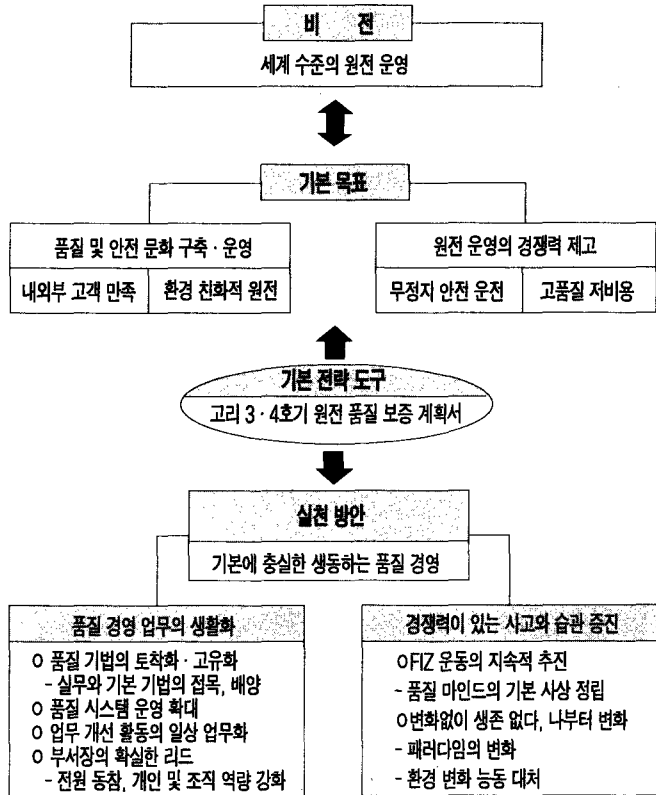 비 전
세계 수준의 원전 운영
기본 목표
품질 및 안전 문화 구축 · 운영
내외부 고객 만족
환경 친화적 원전
원전 운영의 경쟁력 제고
무정지 안전 운전
고품질 저비용
기본 전략 도구
고리 3 · 4호기 원전 품질 보증 계획서
실천 방안
기본에 충실한 생동하는 품질 경영
품질 경영 업무의 생활화
○ 품질 기법의 토착화 · 고유화
- 실무와 기본 기법의 접목, 배양
○ 품질 시스템 운영 확대
○ 업무 개선 활동의 일상 업무화
○ 부서장의 확실한 리드
- 전원 동참, 개인 및 조직 역량 강화
경쟁력이 있는 사고와 습관 증진
○FIZ 운동의 지속적 추진
- 품질 마인드의 기본 사상 정립
○변화없이 생존 없다, 나부터 변화
- 패러다임의 변화
- 환경 변화 능동 대처